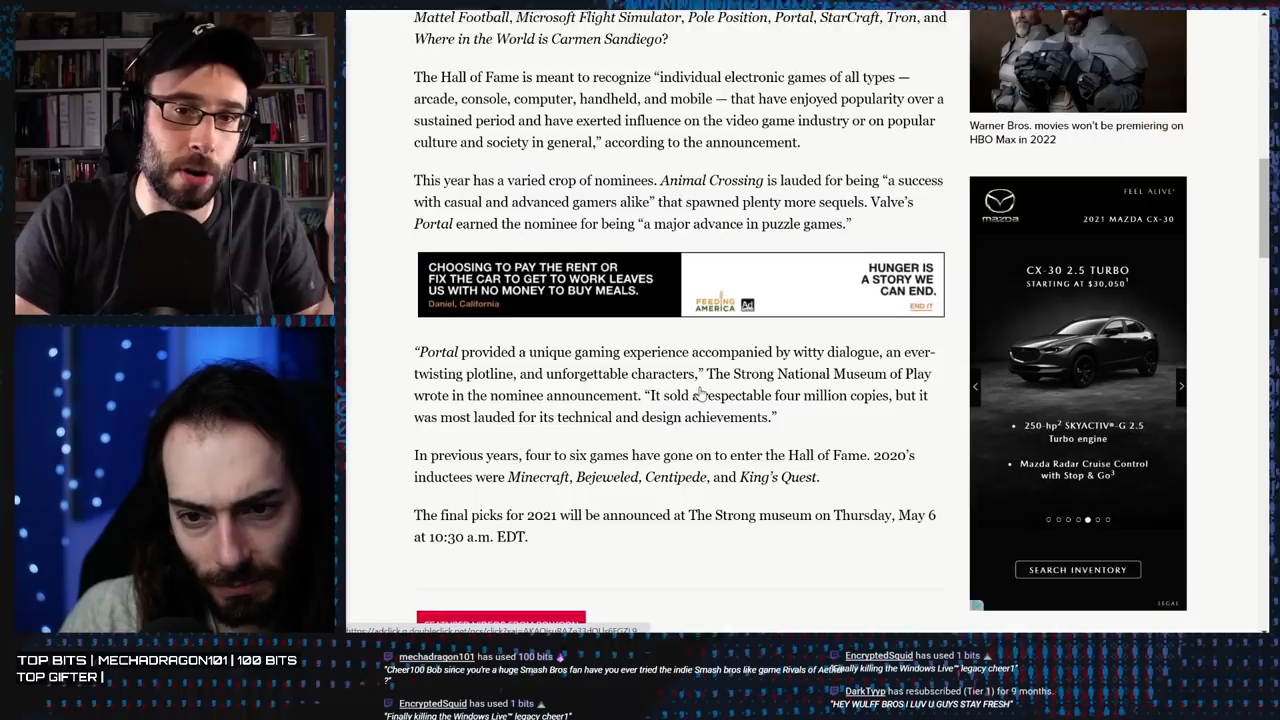 Mattel Football, Microsoft Flight Simulator, Pole Position, Portal, StarCraft, Tron, and
Where in the World is Carmen Sandiego?
The Hall of Fame is meant to recognize “individual electronic games of all types —
arcade, console, computer, handheld, and mobile — that have enjoyed popularity over a
sustained period and have exerted influence on the video game industry or on popular
culture and society in general,” according to the announcement.
This year has a varied crop of nominees. Animal Crossing is lauded for being “a success
with casual and advanced gamers alike” that spawned plenty more sequels. Valve’s
Portal earned the nominee for being “a major advance in puzzle games.”
CHOOSING TO PAY THE RENT OR
FIX THE CAR TO GET TO WORK LEAVES
US WITH NO MONEY TO BUY MEALS.
Daniel, California
FEEDING
AMERICA
Ad
HUNGER IS
A STORY WE
CAN END.
END IT
“Portal provided a unique gaming experience accompanied by witty dialogue, an ever-
twisting plotline, and unforgettable characters,” The Strong National Museum of Play
wrote in the nominee announcement. “It sold a respectable four million copies, but it
was most lauded for its technical and design achievements.”
In previous years, four to six games have gone on to enter the Hall of Fame. 2020’s
inductees were Minecraft, Bejeweled, Centipede, and King’s Quest.
The final picks for 2021 will be announced at The Strong museum on Thursday, May 6
at 10:30 a.m. EDT.
Warner Bros. movies won’t be premiering on
HBO Max in 2022
FEEL ALIVE
mazda
2021 MAZDA CX-30
CX-30 2.5 TURBO
STARTING AT $30,050¹
• 250-hp² SKYACTIV®-G 2.5
Turbo engine
• Mazda Radar Cruise Control
with Stop & Go³
SEARCH INVENTORY
LEGAL
TOP BITS | MECHADRAGON101 | 100 BITS
TOP GIFTER |
mechadragon101 has used 100 bits
"Cheer100 Bob since you're a huge Smash Bros fan have you ever tried the indie Smash bros like game Rivals of
?"
EncryptedSquid has used 1 bits
"Finally killing the Windows Live™ legacy cheer1"
EncryptedSquid has used 1 bits
"Finally killing the Windows Live™ legacy cheer1"
DarkTyyp has resubscribed (Tier 1) for 9 months.
"HEY WULFF BROS I LUV U GUYS STAY FRESH"